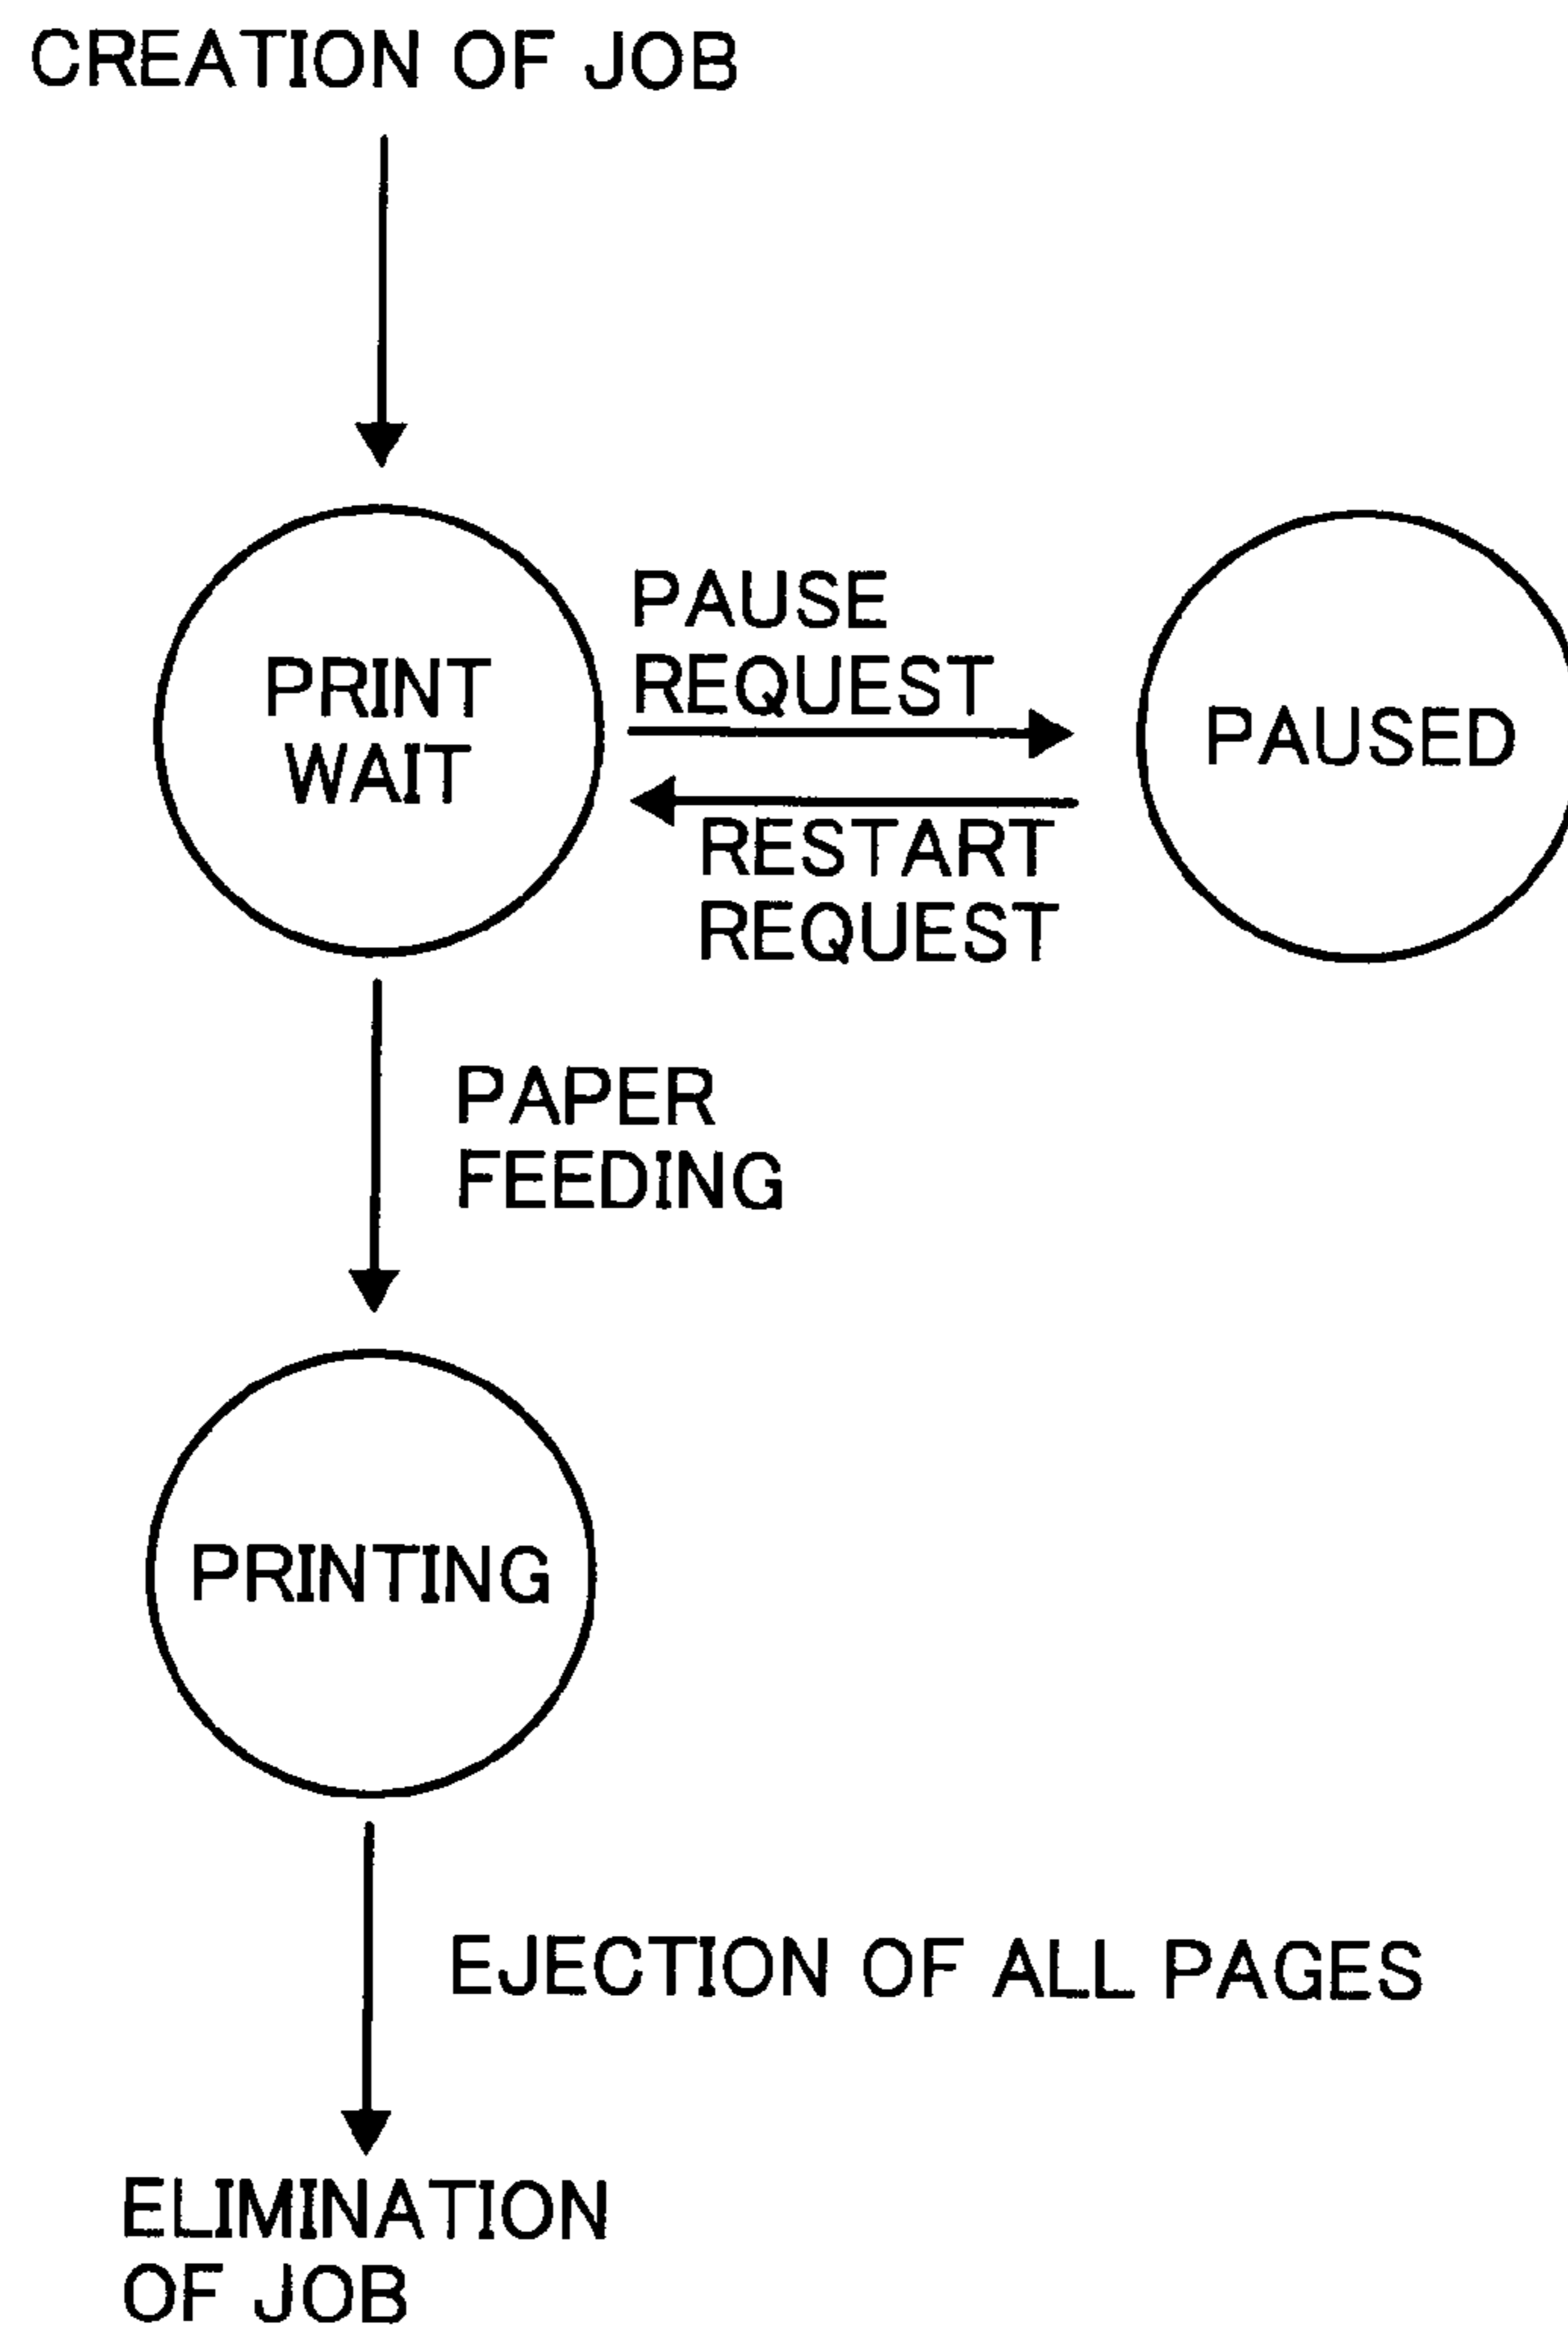 CREATION OF JOB
PAUSE
REQUEST
PRINT
WAIT
PAUSED
RESTART
REQUEST
PAPER
FEEDING
PRINTING
EJECTION OF ALL PAGES
ELIMINATION
OF JOB